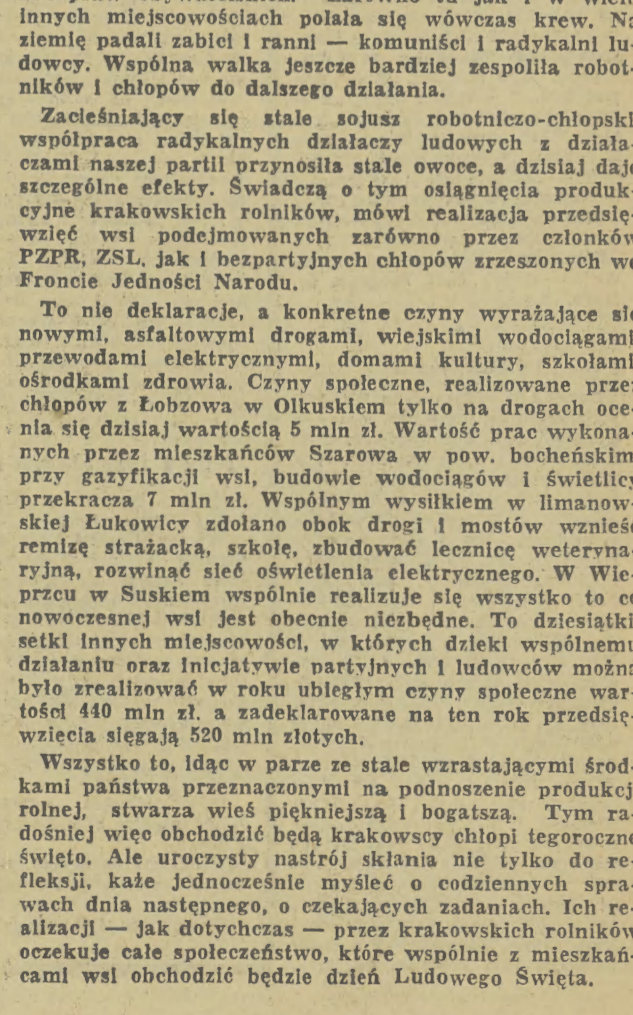 innych miejscowościach polała się wówczas krew. Na
ziemię padali zabici i ranni — komuniści i radykalni lu-
dowcy. Wspólna walka jeszcze bardziej zespoliła robot-
ników i chłopów do dalszego działania.
Zacieśniający się stale sojusz robotniczo-chłopski
współpraca radykalnych działaczy ludowych z działa-
czami naszej partii przynosiła stale owoce, a dzisiaj daje
szczególne efekty. Świadczą o tym osiągnięcia produk-
cyjne krakowskich rolników, mówi realizacja przedsię-
wzięć wsi podejmowanych zarówno przez członków
PZPR, ZSL, jak i bezpartyjnych chłopów zrzeszonych we
Froncie Jedności Narodu.
To nie deklaracje, a konkretne czyny wyrażające się
nowymi, asfaltowymi drogami, wiejskimi wodociągami
przewodami elektrycznymi, domami kultury, szkołami
ośrodkami zdrowia. Czyny społeczne, realizowane przez
chłopów z Łobzowa w Olkuskiem tylko na drogach oce-
nia się dzisiaj wartością 5 mln zł. Wartość prac wykona-
nych przez mieszkańców Szarowa w pow. bocheńskim
przy gazyfikacji wsi, budowie wodociągów i świetlicy
przekracza 7 mln zł. Wspólnym wysiłkiem w limanow-
skiej Łukowicy zdołano obok drogi i mostów wznieść
remizę strażacką, szkołę, zbudować lecznicę weteryna-
ryjną, rozwinąć sieć oświetlenia elektrycznego. W Wie-
przcu w Suskiem wspólnie realizuje się wszystko to co
nowoczesnej wsi jest obecnie niezbędne. To dziesiątki
setki innych miejscowości, w których dzięki wspólnemu
działaniu oraz inicjatywie partyjnych i ludowców można
było zrealizować w roku ubiegłym czyny społeczne war-
tości 440 mln zł. a zadeklarowane na ten rok przedsię-
wzięcia sięgają 520 mln złotych.
Wszystko to, idąc w parze ze stale wzrastającymi środ-
kami państwa przeznaczonymi na podnoszenie produkcji
rolnej, stwarza wieś piękniejszą i bogatszą. Tym ra-
dośniej więc obchodzić będą krakowscy chłopi tegoroczne
święto. Ale uroczysty nastrój skłania nie tylko do re-
fleksji, każe jednocześnie myśleć o codziennych spra-
wach dnia następnego, o czekających zadaniach. Ich re-
alizacji — jak dotychczas — przez krakowskich rolników
oczekuje całe społeczeństwo, które wspólnie z mieszkań-
cami wsi obchodzić będzie dzień Ludowego Święta.